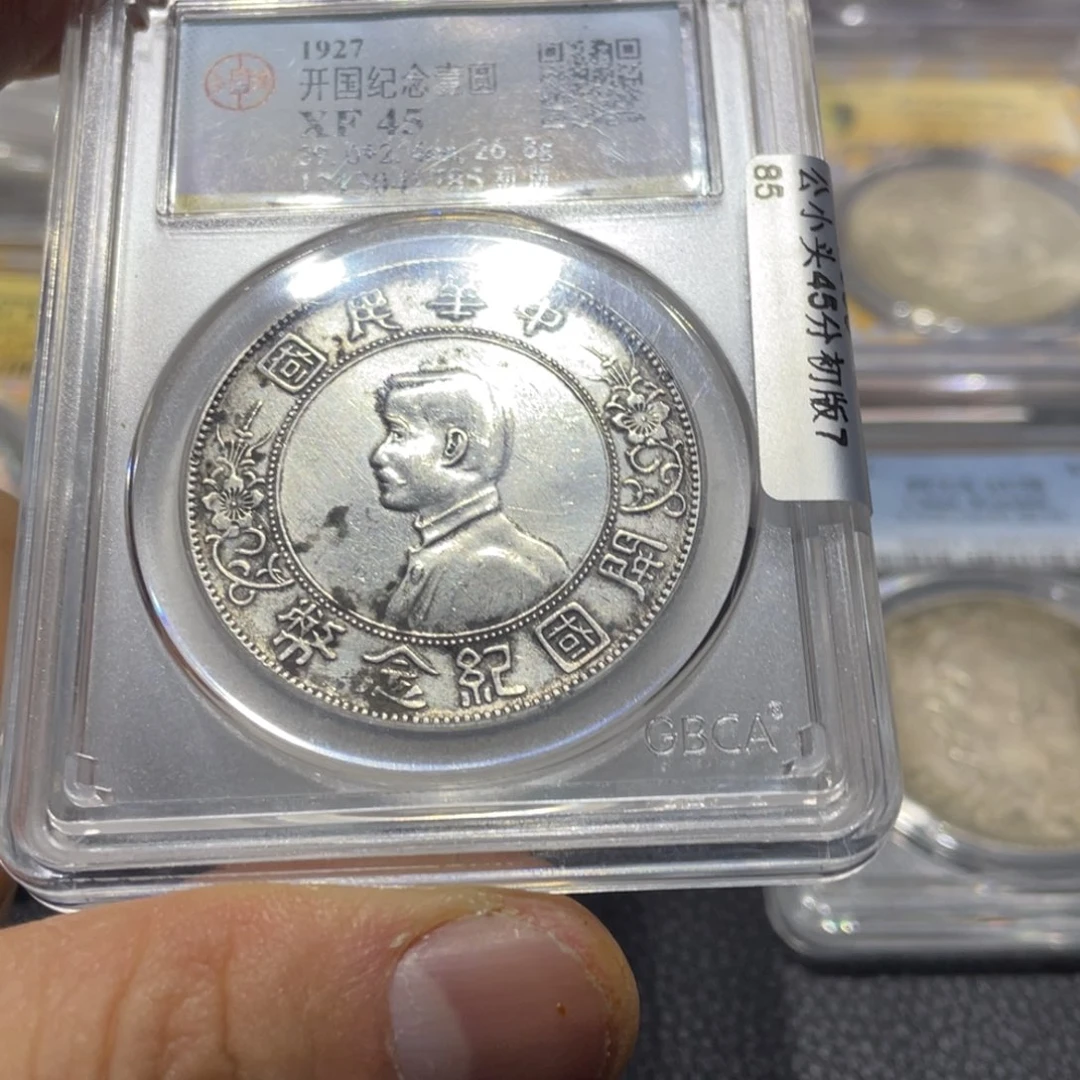 1927
开国纪念壹圆
XF 45
85
公小头45分初版7
中華民國
開國紀念幣
GBCA